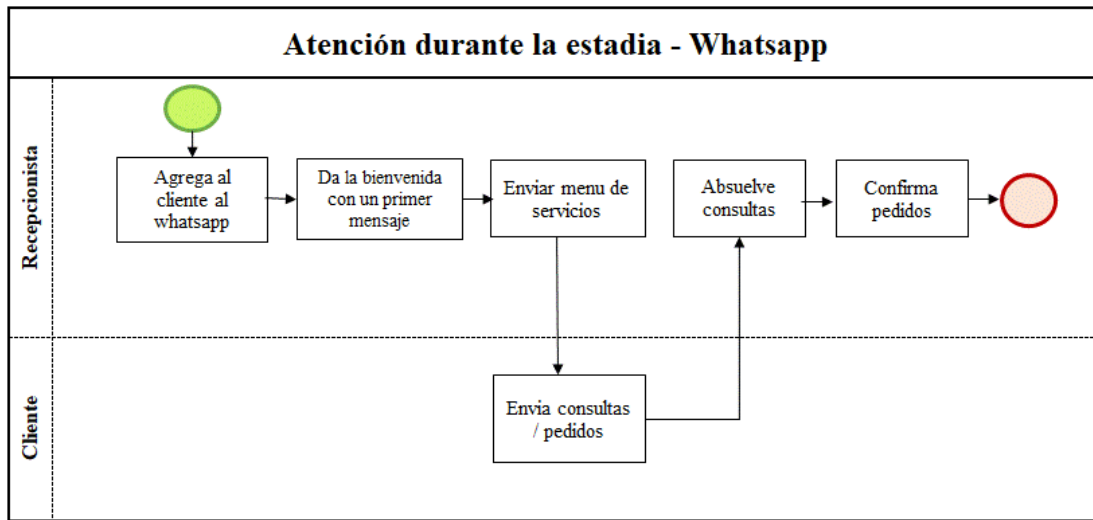 Atención durante la estadia - Whatsapp
Recepcionista
Agrega al
cliente al
whatsapp
Da la bienvenida
con un primer
mensaje
Enviar menu de
servicios
Absuelve
consultas
Confirma
pedidos
Cliente
Envia consultas
/ pedidos